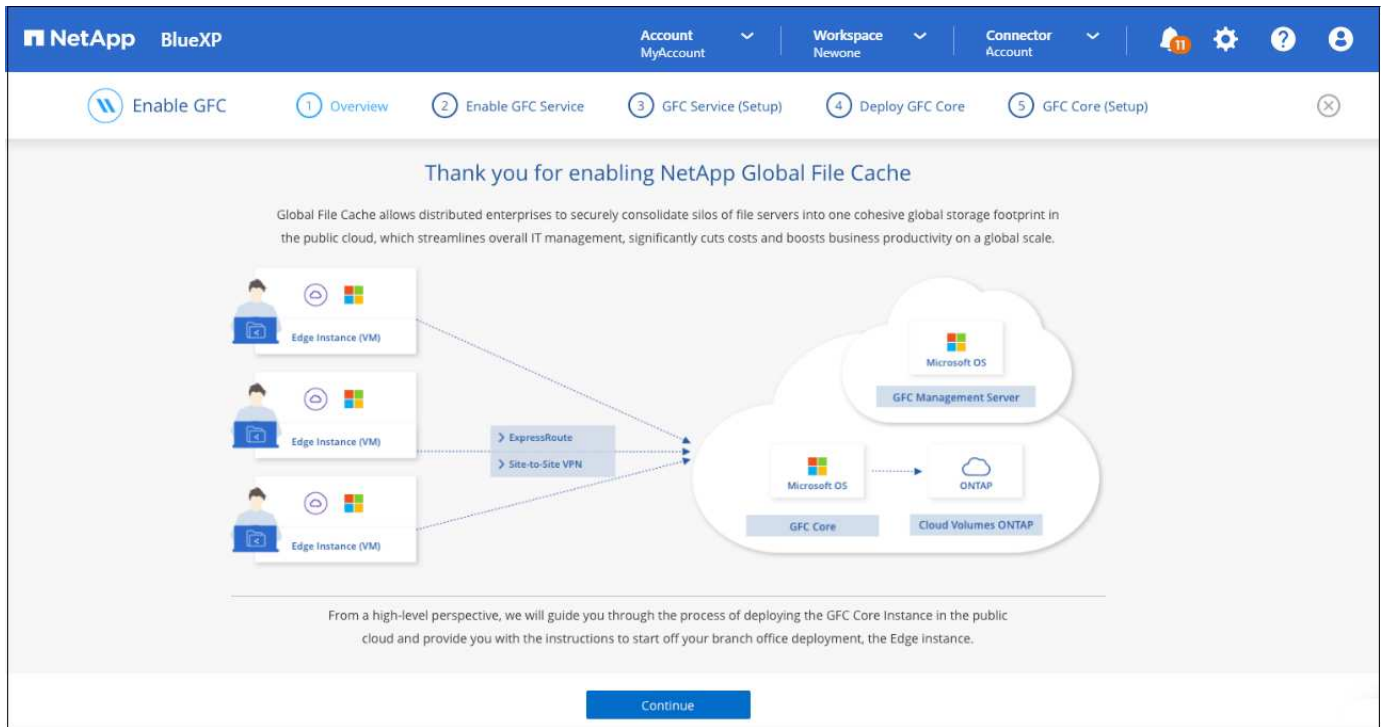 NetApp BlueXP
Account
MyAccount
Workspace
Newone
Connector
Account
11
Enable GFC
1 Overview
2 Enable GFC Service
3 GFC Service (Setup)
4 Deploy GFC Core
5 GFC Core (Setup)
Thank you for enabling NetApp Global File Cache
Global File Cache allows distributed enterprises to securely consolidate silos of file servers into one cohesive global storage footprint in
the public cloud, which streamlines overall IT management, significantly cuts costs and boosts business productivity on a global scale.
Edge Instance (VM)
Edge Instance (VM)
Edge Instance (VM)
ExpressRoute
Site-to-Site VPN
Microsoft OS
GFC Management Server
Microsoft OS
GFC Core
ONTAP
Cloud Volumes ONTAP
From a high-level perspective, we will guide you through the process of deploying the GFC Core Instance in the public
cloud and provide you with the instructions to start off your branch office deployment, the Edge instance.
Continue